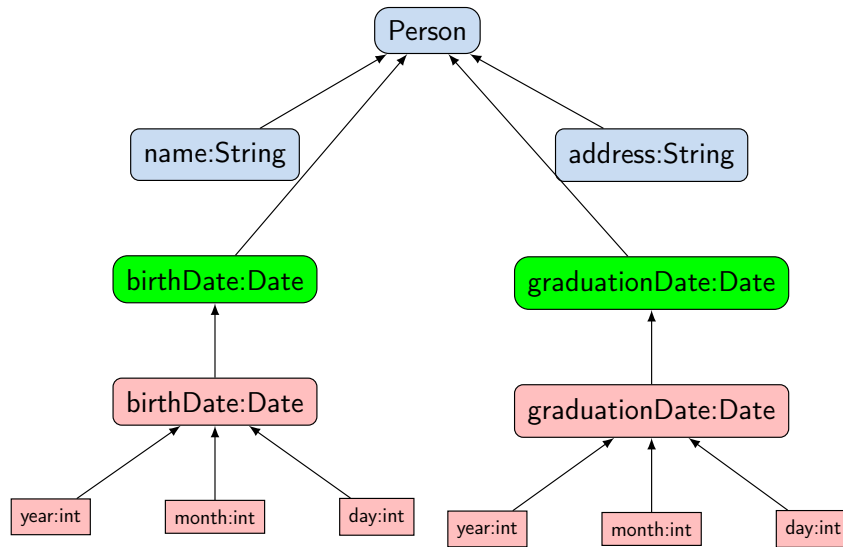 Person
name:String
address:String
birthDate:Date
graduationDate:Date
birthDate:Date
graduationDate:Date
year:int
month:int
day:int
year:int
month:int
day:int